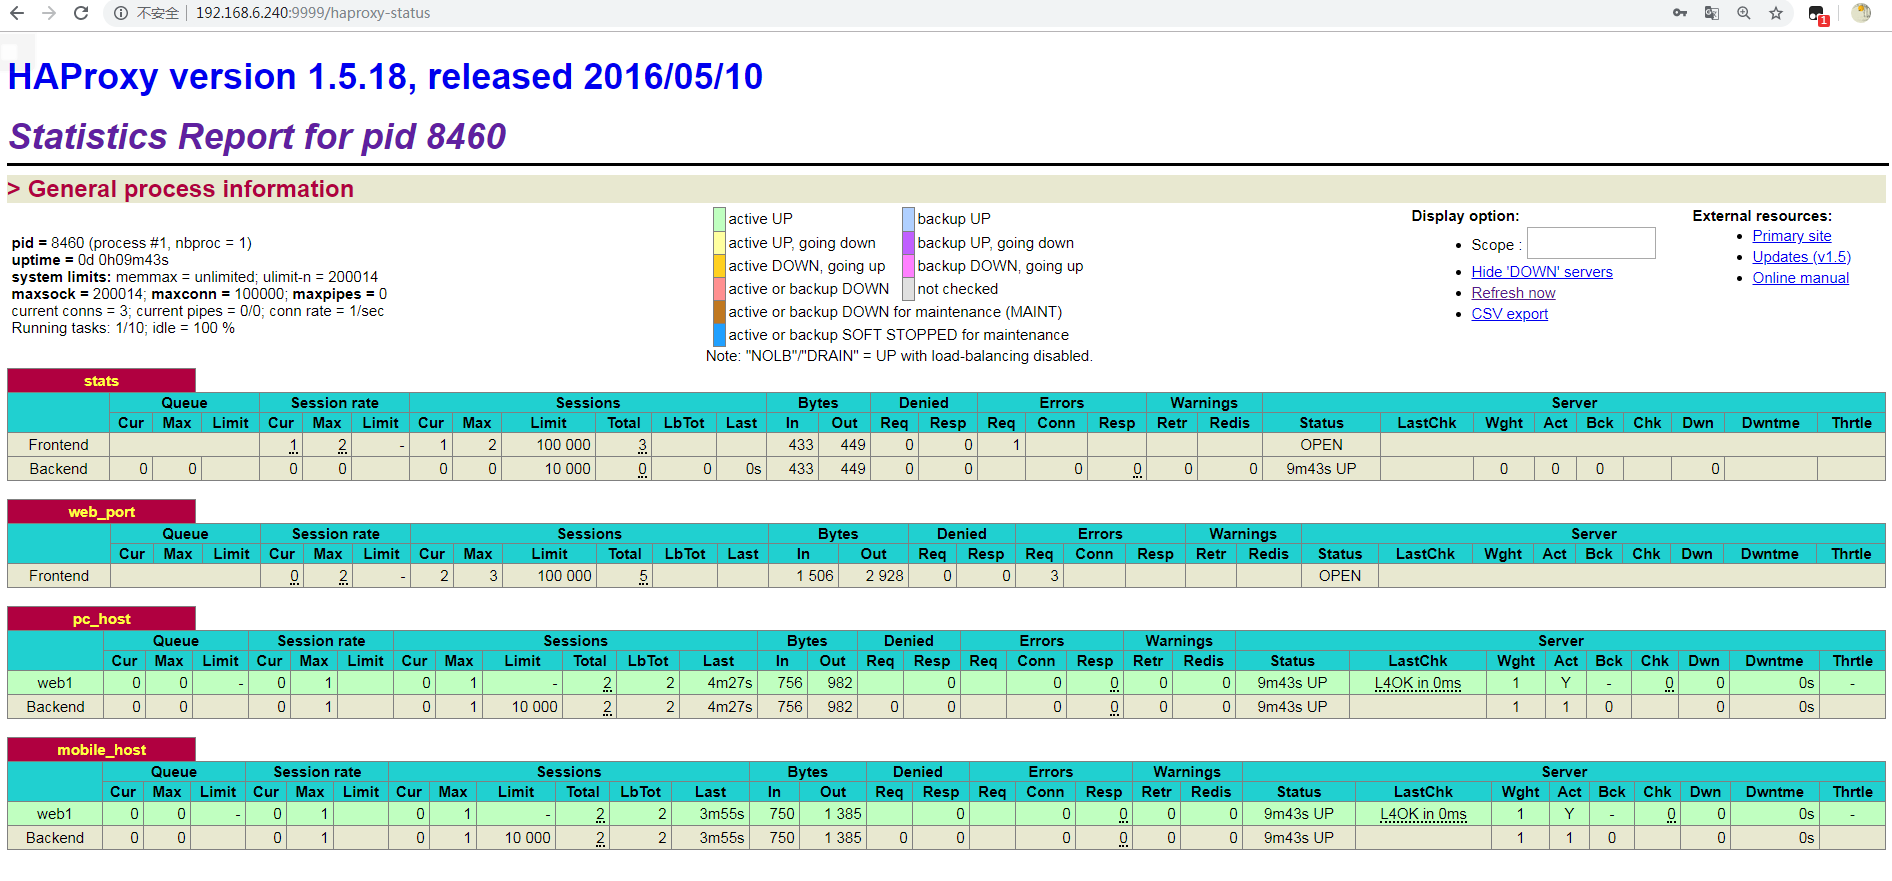 不安全 | 192.168.6.240:9999/haproxy-status
1
HAProxy version 1.5.18, released 2016/05/10
Statistics Report for pid 8460
> General process information
pid = 8460 (process #1, nbproc = 1)
uptime = 0d 0h09m43s
system limits: memmax = unlimited; ulimit-n = 200014
maxsock = 200014; maxconn = 100000; maxpipes = 0
current conns = 3; current pipes = 0/0; conn rate = 1/sec
Running tasks: 1/10; idle = 100 %
active UP backup UP
active UP, going down backup UP, going down
active DOWN, going up backup DOWN, going up
active or backup DOWN not checked
active or backup DOWN for maintenance (MAINT)
active or backup SOFT STOPPED for maintenance
Note: "NOLB"/"DRAIN" = UP with load-balancing disabled.
Display option:
Scope :
Hide 'DOWN' servers
Refresh now
CSV export
External resources:
Primary site
Updates (v1.5)
Online manual
stats
Queue Session rate Sessions Bytes Denied Errors Warnings Server
Cur Max Limit Cur Max Limit Cur Max Limit Total LbTot Last In Out Req Resp Req Conn Resp Retr Redis Status LastChk Wght Act Bck Chk Dwn Dwntme Thrtle
Frontend 1 2 - 1 2 100 000 3 433 449 0 0 1 OPEN
Backend 0 0 0 0 0 0 10 000 0 0 0s 433 449 0 0 0 0 0 0 9m43s UP 0 0 0 0
web_port
Queue Session rate Sessions Bytes Denied Errors Warnings Server
Cur Max Limit Cur Max Limit Cur Max Limit Total LbTot Last In Out Req Resp Req Conn Resp Retr Redis Status LastChk Wght Act Bck Chk Dwn Dwntme Thrtle
Frontend 0 2 - 2 3 100 000 5 1 506 2 928 0 0 3 OPEN
pc_host
Queue Session rate Sessions Bytes Denied Errors Warnings Server
Cur Max Limit Cur Max Limit Cur Max Limit Total LbTot Last In Out Req Resp Req Conn Resp Retr Redis Status LastChk Wght Act Bck Chk Dwn Dwntme Thrtle
web1 0 0 - 0 1 0 1 - 2 2 4m27s 756 982 0 0 0 0 0 9m43s UP L4OK in 0ms 1 Y - 0 0 0s -
Backend 0 0 0 1 0 1 10 000 2 2 4m27s 756 982 0 0 0 0 0 0 9m43s UP 1 1 0 0 0s
mobile_host
Queue Session rate Sessions Bytes Denied Errors Warnings Server
Cur Max Limit Cur Max Limit Cur Max Limit Total LbTot Last In Out Req Resp Req Conn Resp Retr Redis Status LastChk Wght Act Bck Chk Dwn Dwntme Thrtle
web1 0 0 - 0 1 0 1 - 2 2 3m55s 750 1 385 0 0 0 0 0 9m43s UP L4OK in 0ms 1 Y - 0 0 0s -
Backend 0 0 0 1 0 1 10 000 2 2 3m55s 750 1 385 0 0 0 0 0 0 9m43s UP 1 1 0 0 0s